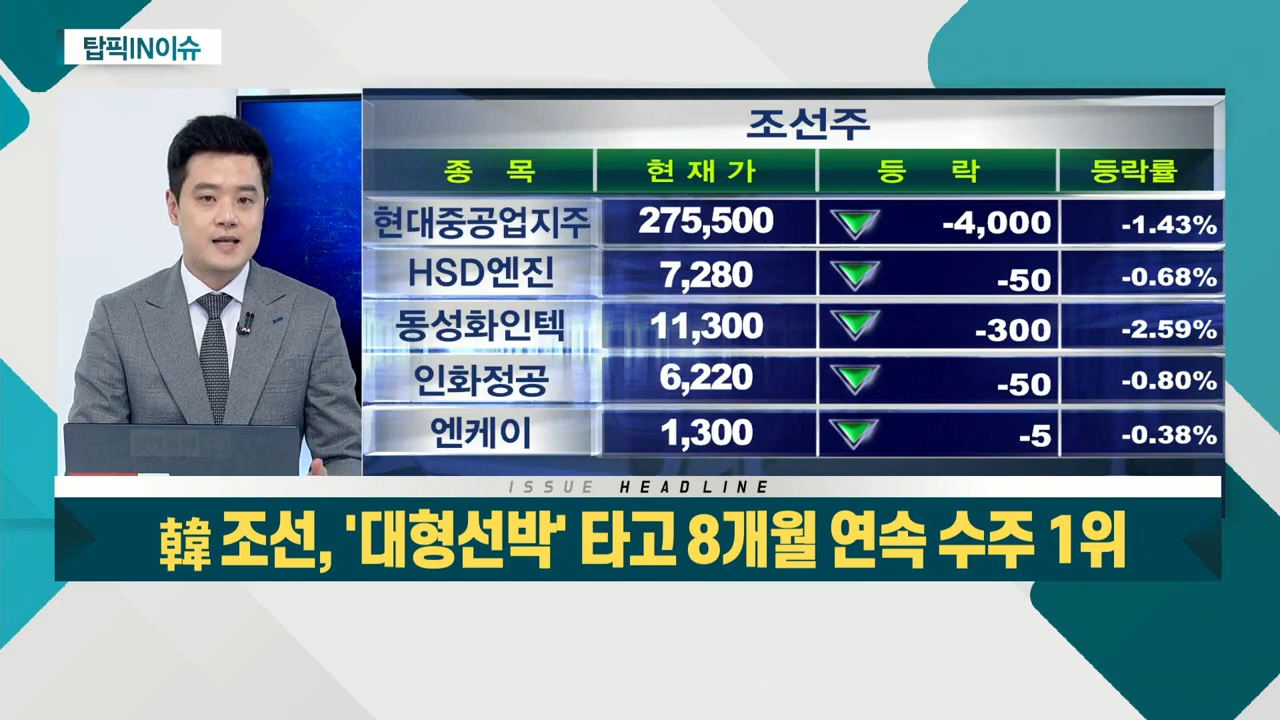 탑픽IN이슈
조선주
종 목 현재가 등 락 등락률
현대중공업지주 275,500 -4,000 -1.43%
HSD엔진 7,280 -50 -0.68%
동성화인텍 11,300 -300 -2.59%
인화정공 6,220 -50 -0.80%
엔케이 1,300 -5 -0.38%
ISSUE HEADLINE
韓 조선, '대형선박' 타고 8개월 연속 수주 1위